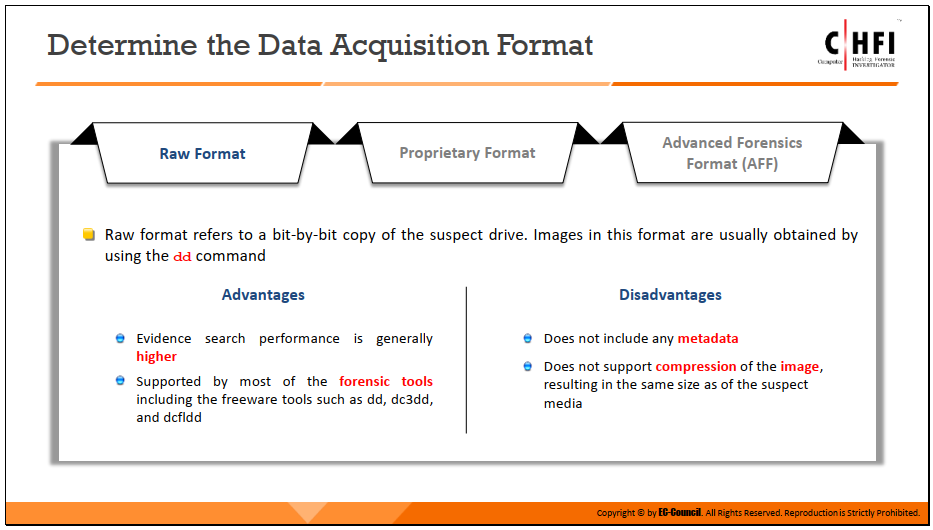 Determine the Data Acquisition Format
C HFI
Computer Hacking Forensic
INVESTIGATOR
Raw Format
Proprietary Format
Advanced Forensics
Format (AFF)
Raw format refers to a bit-by-bit copy of the suspect drive. Images in this format are usually obtained by
using the dd command
Advantages
Evidence search performance is generally
higher
Supported by most of the forensic tools
including the freeware tools such as dd, dc3dd,
and dcfldd
Disadvantages
Does not include any metadata
Does not support compression of the image,
resulting in the same size as of the suspect
media
Copyright © by EC-Council. All Rights Reserved. Reproduction is Strictly Prohibited.